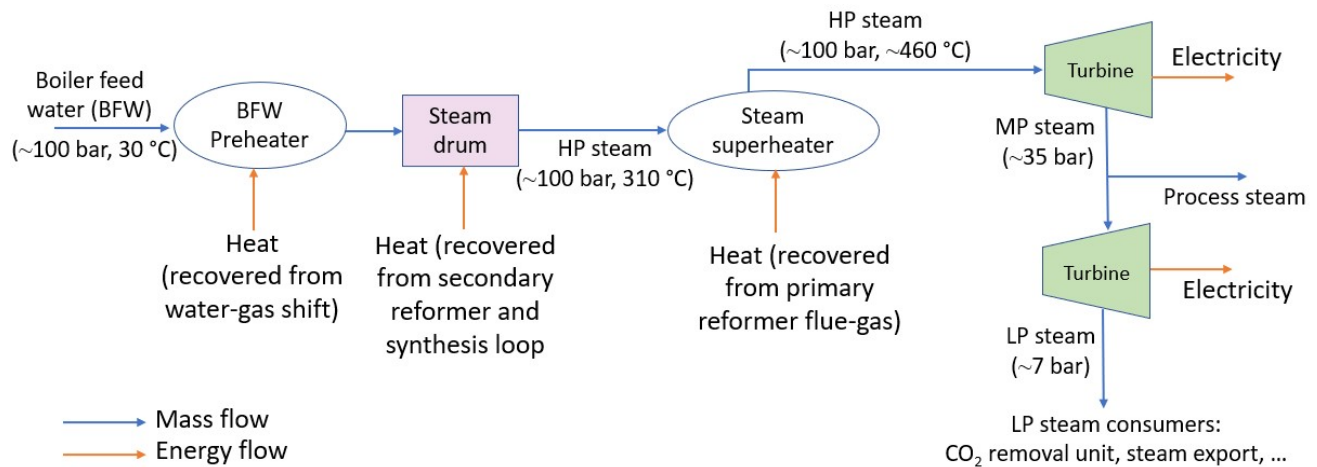 Boiler feed
water (BFW)
(~100 bar, 30 °C)
BFW
Preheater
Heat
(recovered from
water-gas shift)
Steam
drum
Heat (recovered
from secondary
reformer and
synthesis loop
HP steam
(~100 bar, 310 °C)
Steam
superheater
Heat (recovered
from primary
reformer flue-gas)
HP steam
(~100 bar, ~460 °C)
Turbine
Electricity
MP steam
(~35 bar)
Process steam
Turbine
Electricity
LP steam
(~7 bar)
LP steam consumers:
CO₂ removal unit, steam export, ...
Mass flow
Energy flow